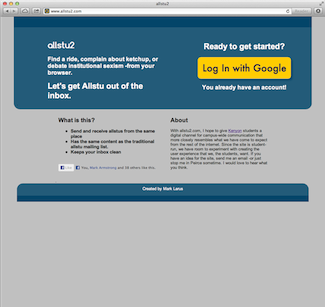 allstu2
www.allstu2.com
allstu2
Find a ride, complain about ketchup, or
debate institutional sexism -from your
browser.
Let's get Allstu out of the
inbox.
Ready to get started?
Log In with Google
You already have an account!
What is this?
Send and receive allstus from the same
place
Has the same content as the traditional
allstu mailing list.
Keeps your inbox clean
You, Mark Armstrong and 58 others like this.
About
With allstu2.com, I hope to give Kenyon students a
digital channel for campus-wide communication that
more closely resembles what we have come to expect
from the rest of the internet. Since the site is student-
run, we have room to experiment with creating the
user experience that we, the students, want. If you
have an idea for the site, send me an email -or just
stop me in Peirce sometime. I would love to hear what
you think.
Created by Mark Larus